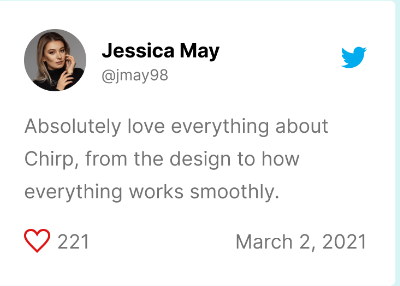 Jessica May
@jmay98
Absolutely love everything about
Chirp, from the design to how
everything works smoothly.
221
March 2, 2021